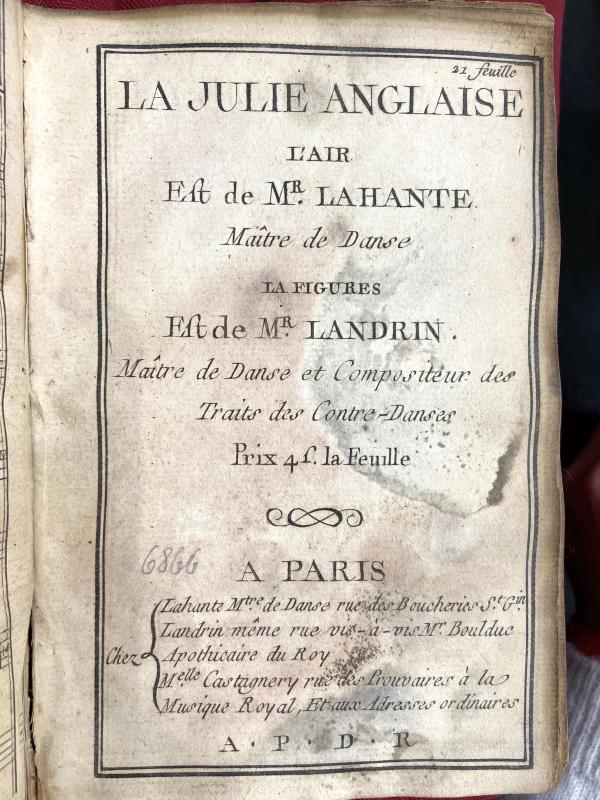 21. feuille
LA JULIE ANGLAISE
L'AIR
Est de Mr. LAHANTE.
Maître de Danse
LA FIGURES
Est de Mr. LANDRIN.
Maître de Danse et Compositeur des
Traits des Contre-Danses
Prix 4 s. la Feuille
6866
A PARIS
Lahante Mtre de Danse rue des Boucheries St. Gin
Landrin même rue vis-a-vis Mr Boulduc
Chez Apothicaire du Roy
Melle Castagnery rue des Prouvaires à la
Musique Royal, Et aux Adresses ordinaires
A · P · D · R